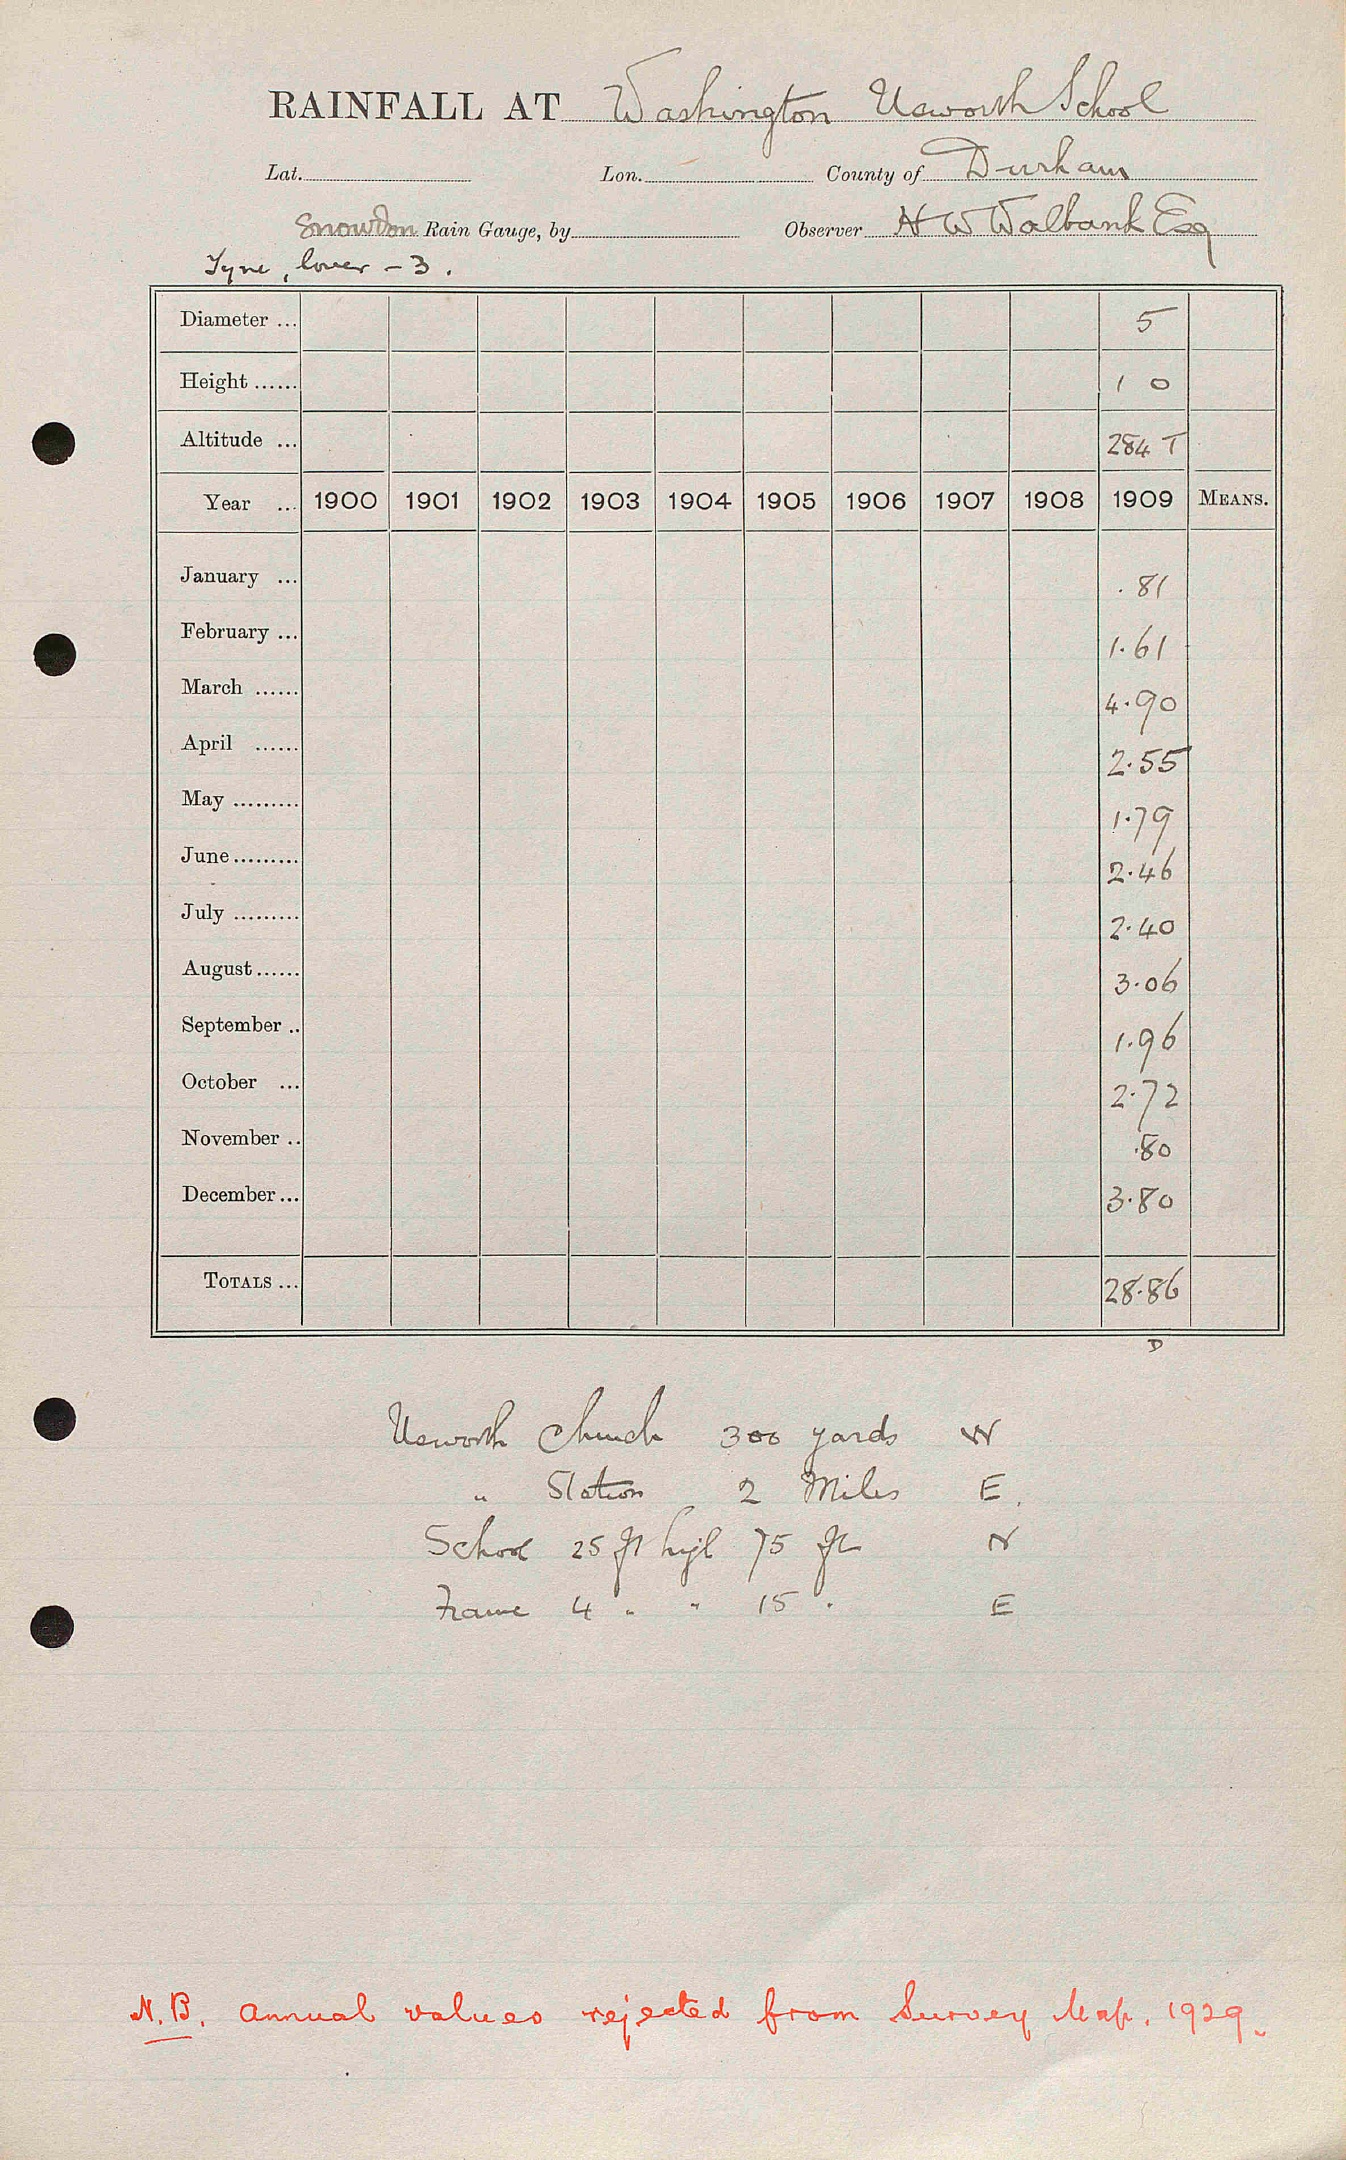 RAINFALL AT Washington Usworth School
Lat. Lon. County of Durham
Snowdon Rain Gauge, by Observer H W Walbank Esq
Tyne, lower - 3.
Diameter ... 5
Height ...... 1 0
Altitude ... 284 T
Year ... 1900 1901 1902 1903 1904 1905 1906 1907 1908 1909 MEANS.
January ... .81
February ... 1.61
March ...... 4.90
April ...... 2.55
May ......... 1.79
June ......... 2.46
July ......... 2.40
August ...... 3.06
September .. 1.96
October ... 2.72
November .. .80
December ... 3.80
TOTALS ... 28.86
D
Usworth Church 300 yards W
" Station 2 Miles E.
School 25 ft high 75 ft N
Frame 4 " " 15 " E
N.B. Annual values rejected from Survey Map. 1929.